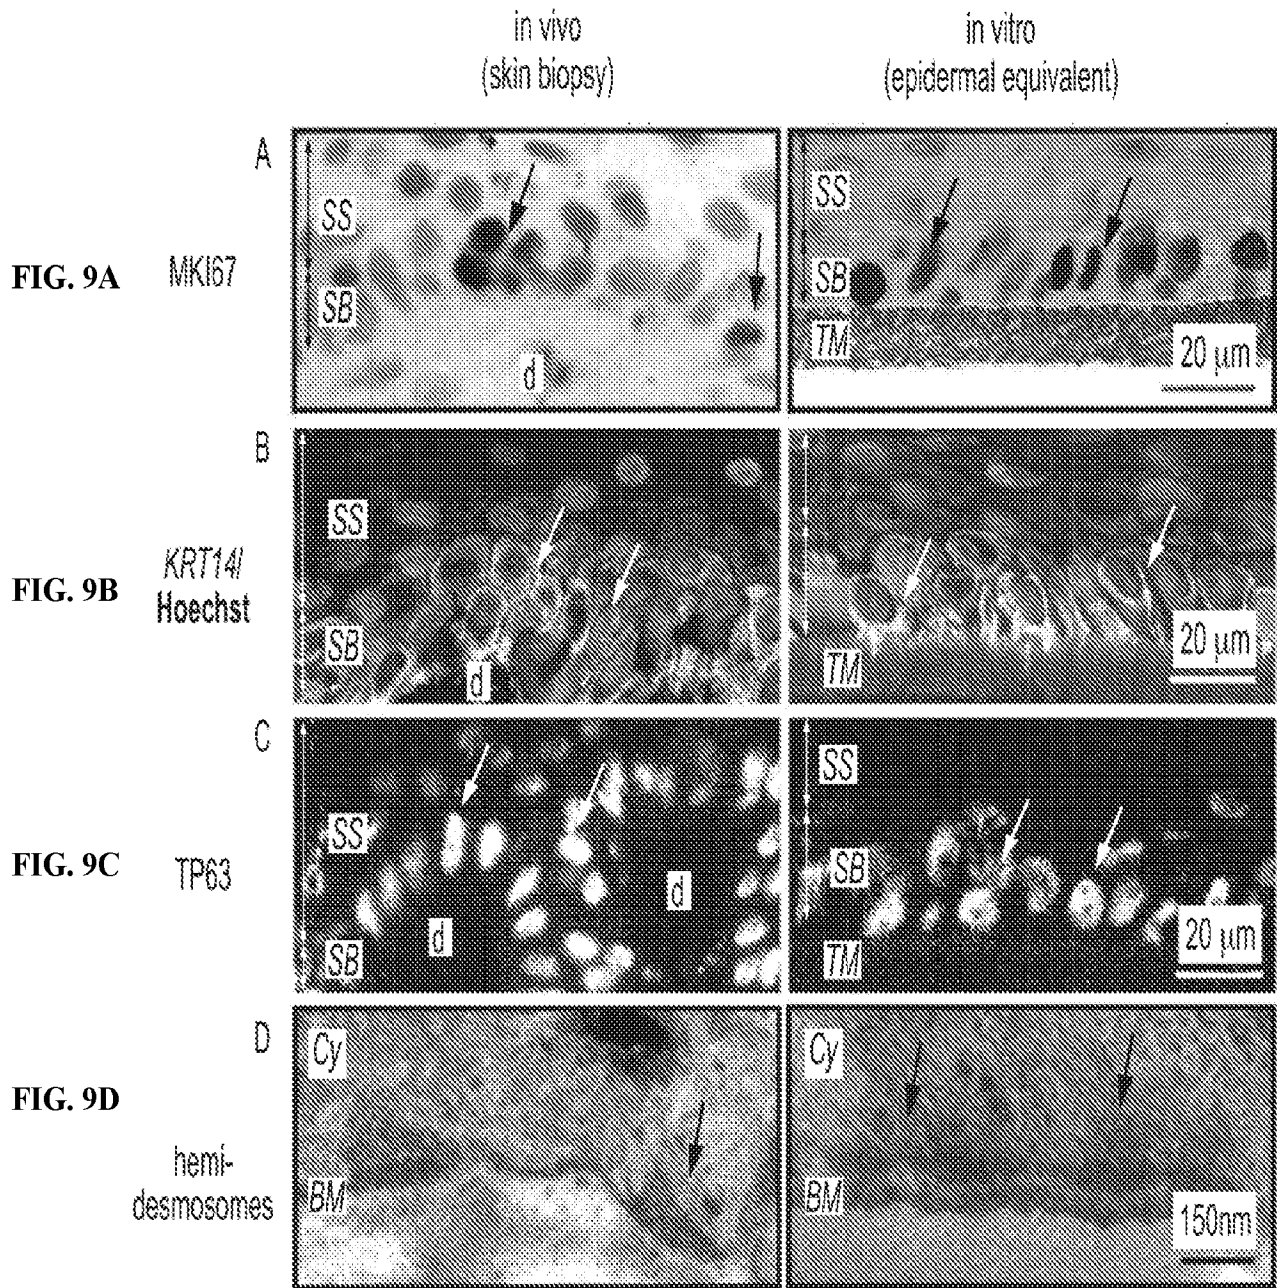 in vivo
(skin biopsy)
in vitro
(epidermal equivalent)
A
FIG. 9A
MKI67
SS
SB
d
SS
SB
TM
20 μm
B
FIG. 9B
KRT14/
Hoechst
SS
SB
d
TM
20 μm
C
FIG. 9C
TP63
SS
SB
d
d
SS
SB
TM
20 μm
D
FIG. 9D
hemi-
desmosomes
Cy
BM
Cy
BM
150nm